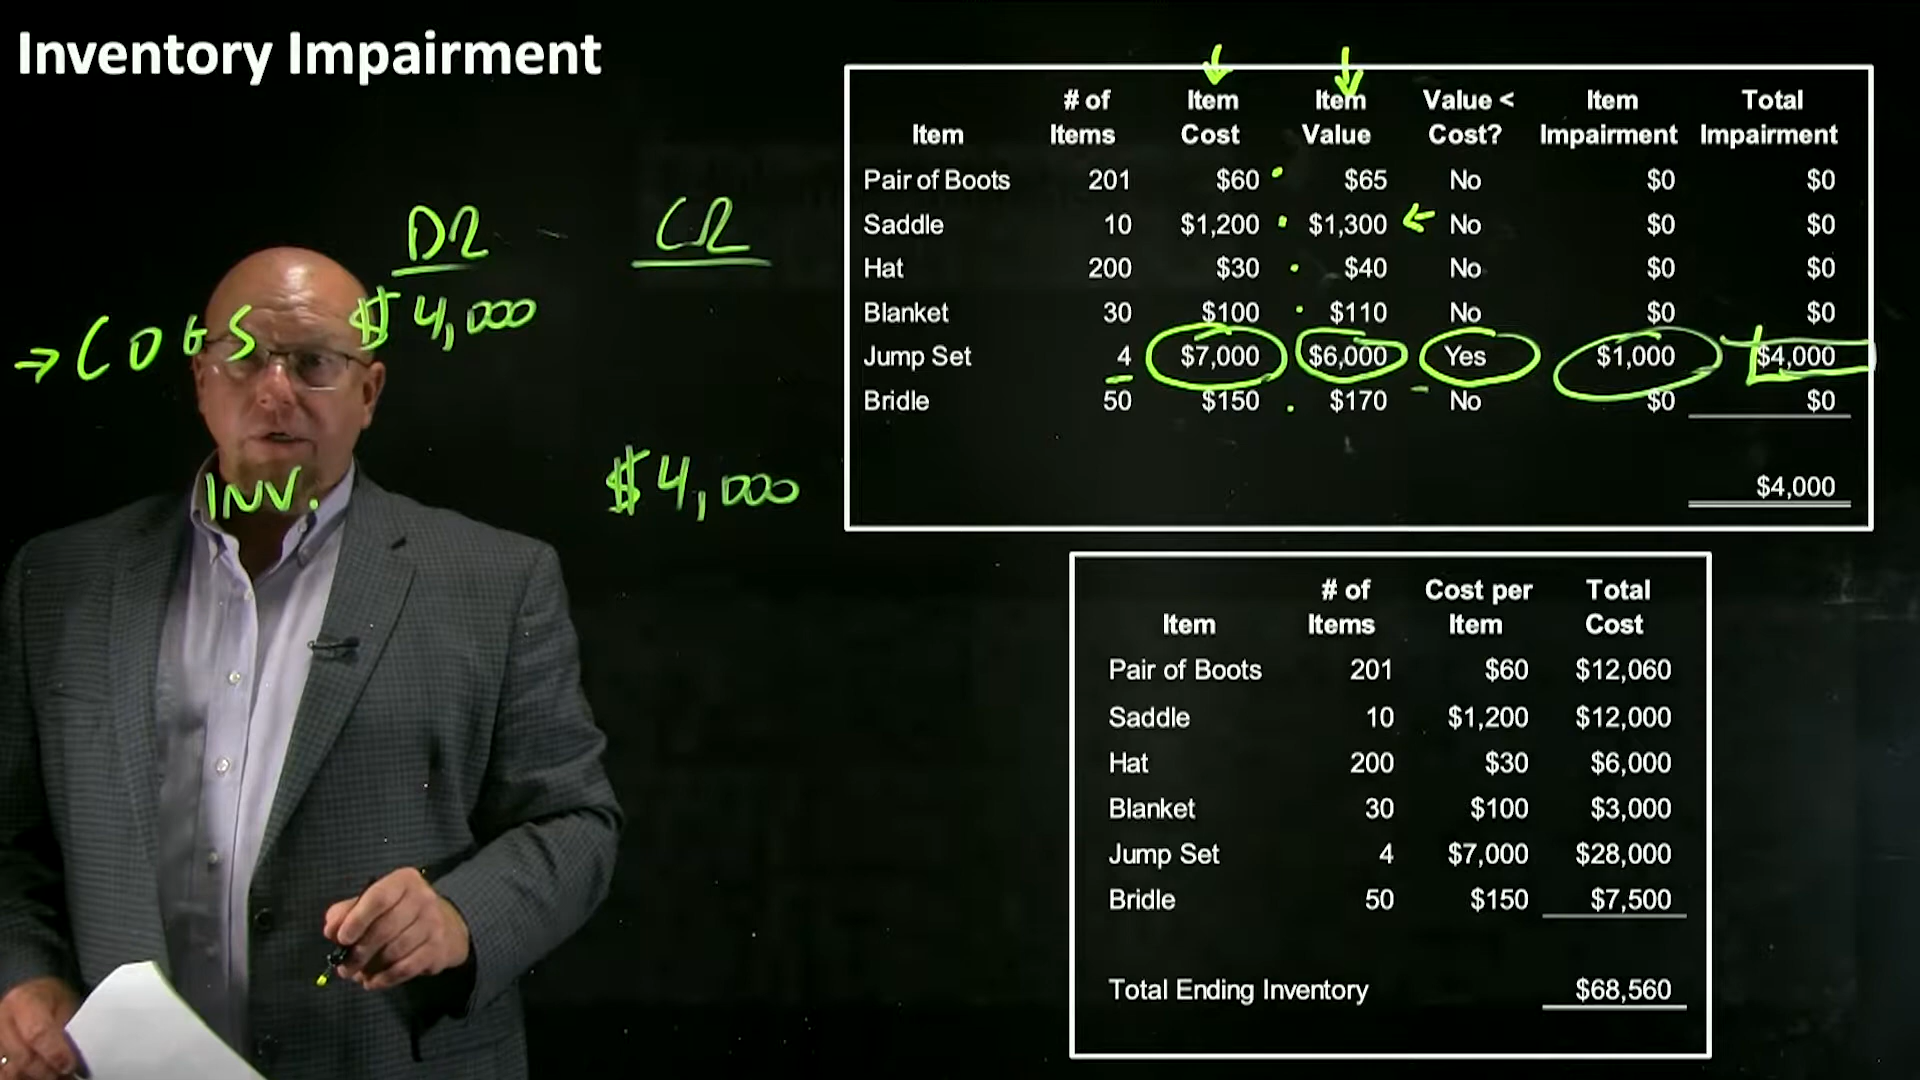 Inventory Impairment
DR CR
→ COGS $4,000
INV. $4,000
# of Item Item Value < Item Total
Item Items Cost Value Cost? Impairment Impairment
Pair of Boots 201 $60 $65 No $0 $0
Saddle 10 $1,200 $1,300 No $0 $0
Hat 200 $30 $40 No $0 $0
Blanket 30 $100 $110 No $0 $0
Jump Set 4 $7,000 $6,000 Yes $1,000 $4,000
Bridle 50 $150 $170 No $0 $0
$4,000
# of Cost per Total
Item Items Item Cost
Pair of Boots 201 $60 $12,060
Saddle 10 $1,200 $12,000
Hat 200 $30 $6,000
Blanket 30 $100 $3,000
Jump Set 4 $7,000 $28,000
Bridle 50 $150 $7,500
Total Ending Inventory $68,560